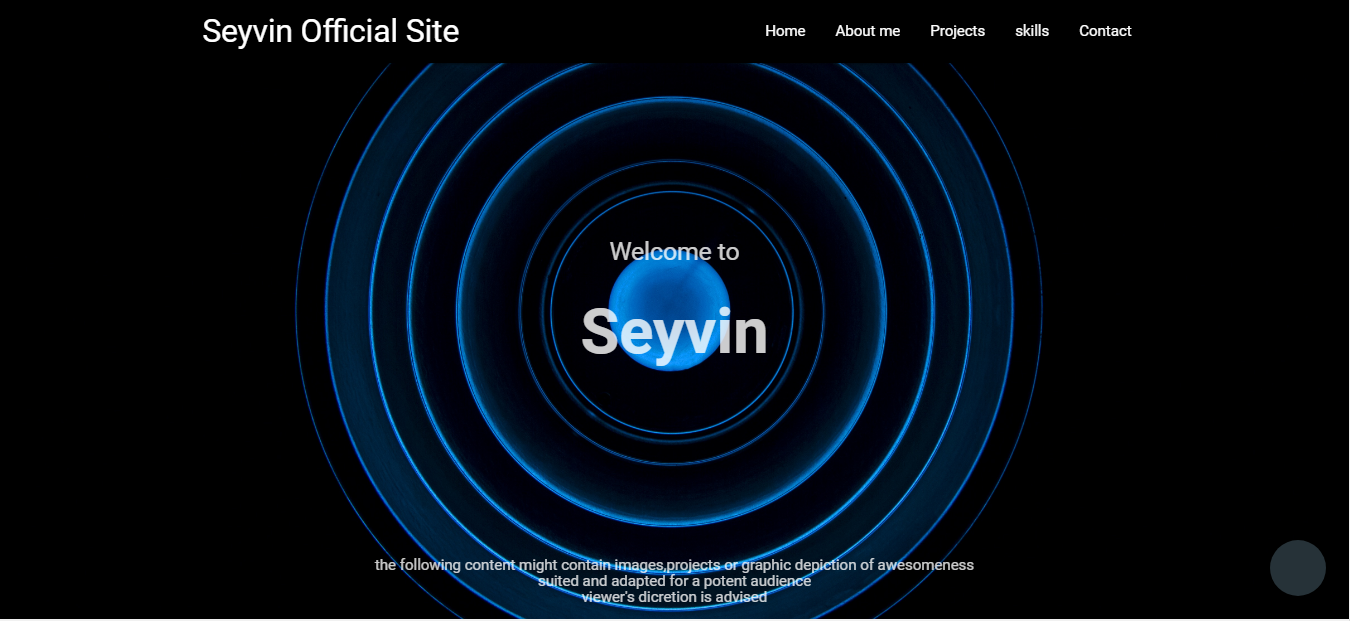 Seyvin Official Site
Home About me Projects skills Contact
Welcome to
Seyvin
the following content might contain images,projects or graphic depiction of awesomeness
suited and adapted for a potent audience
viewer's dicretion is advised